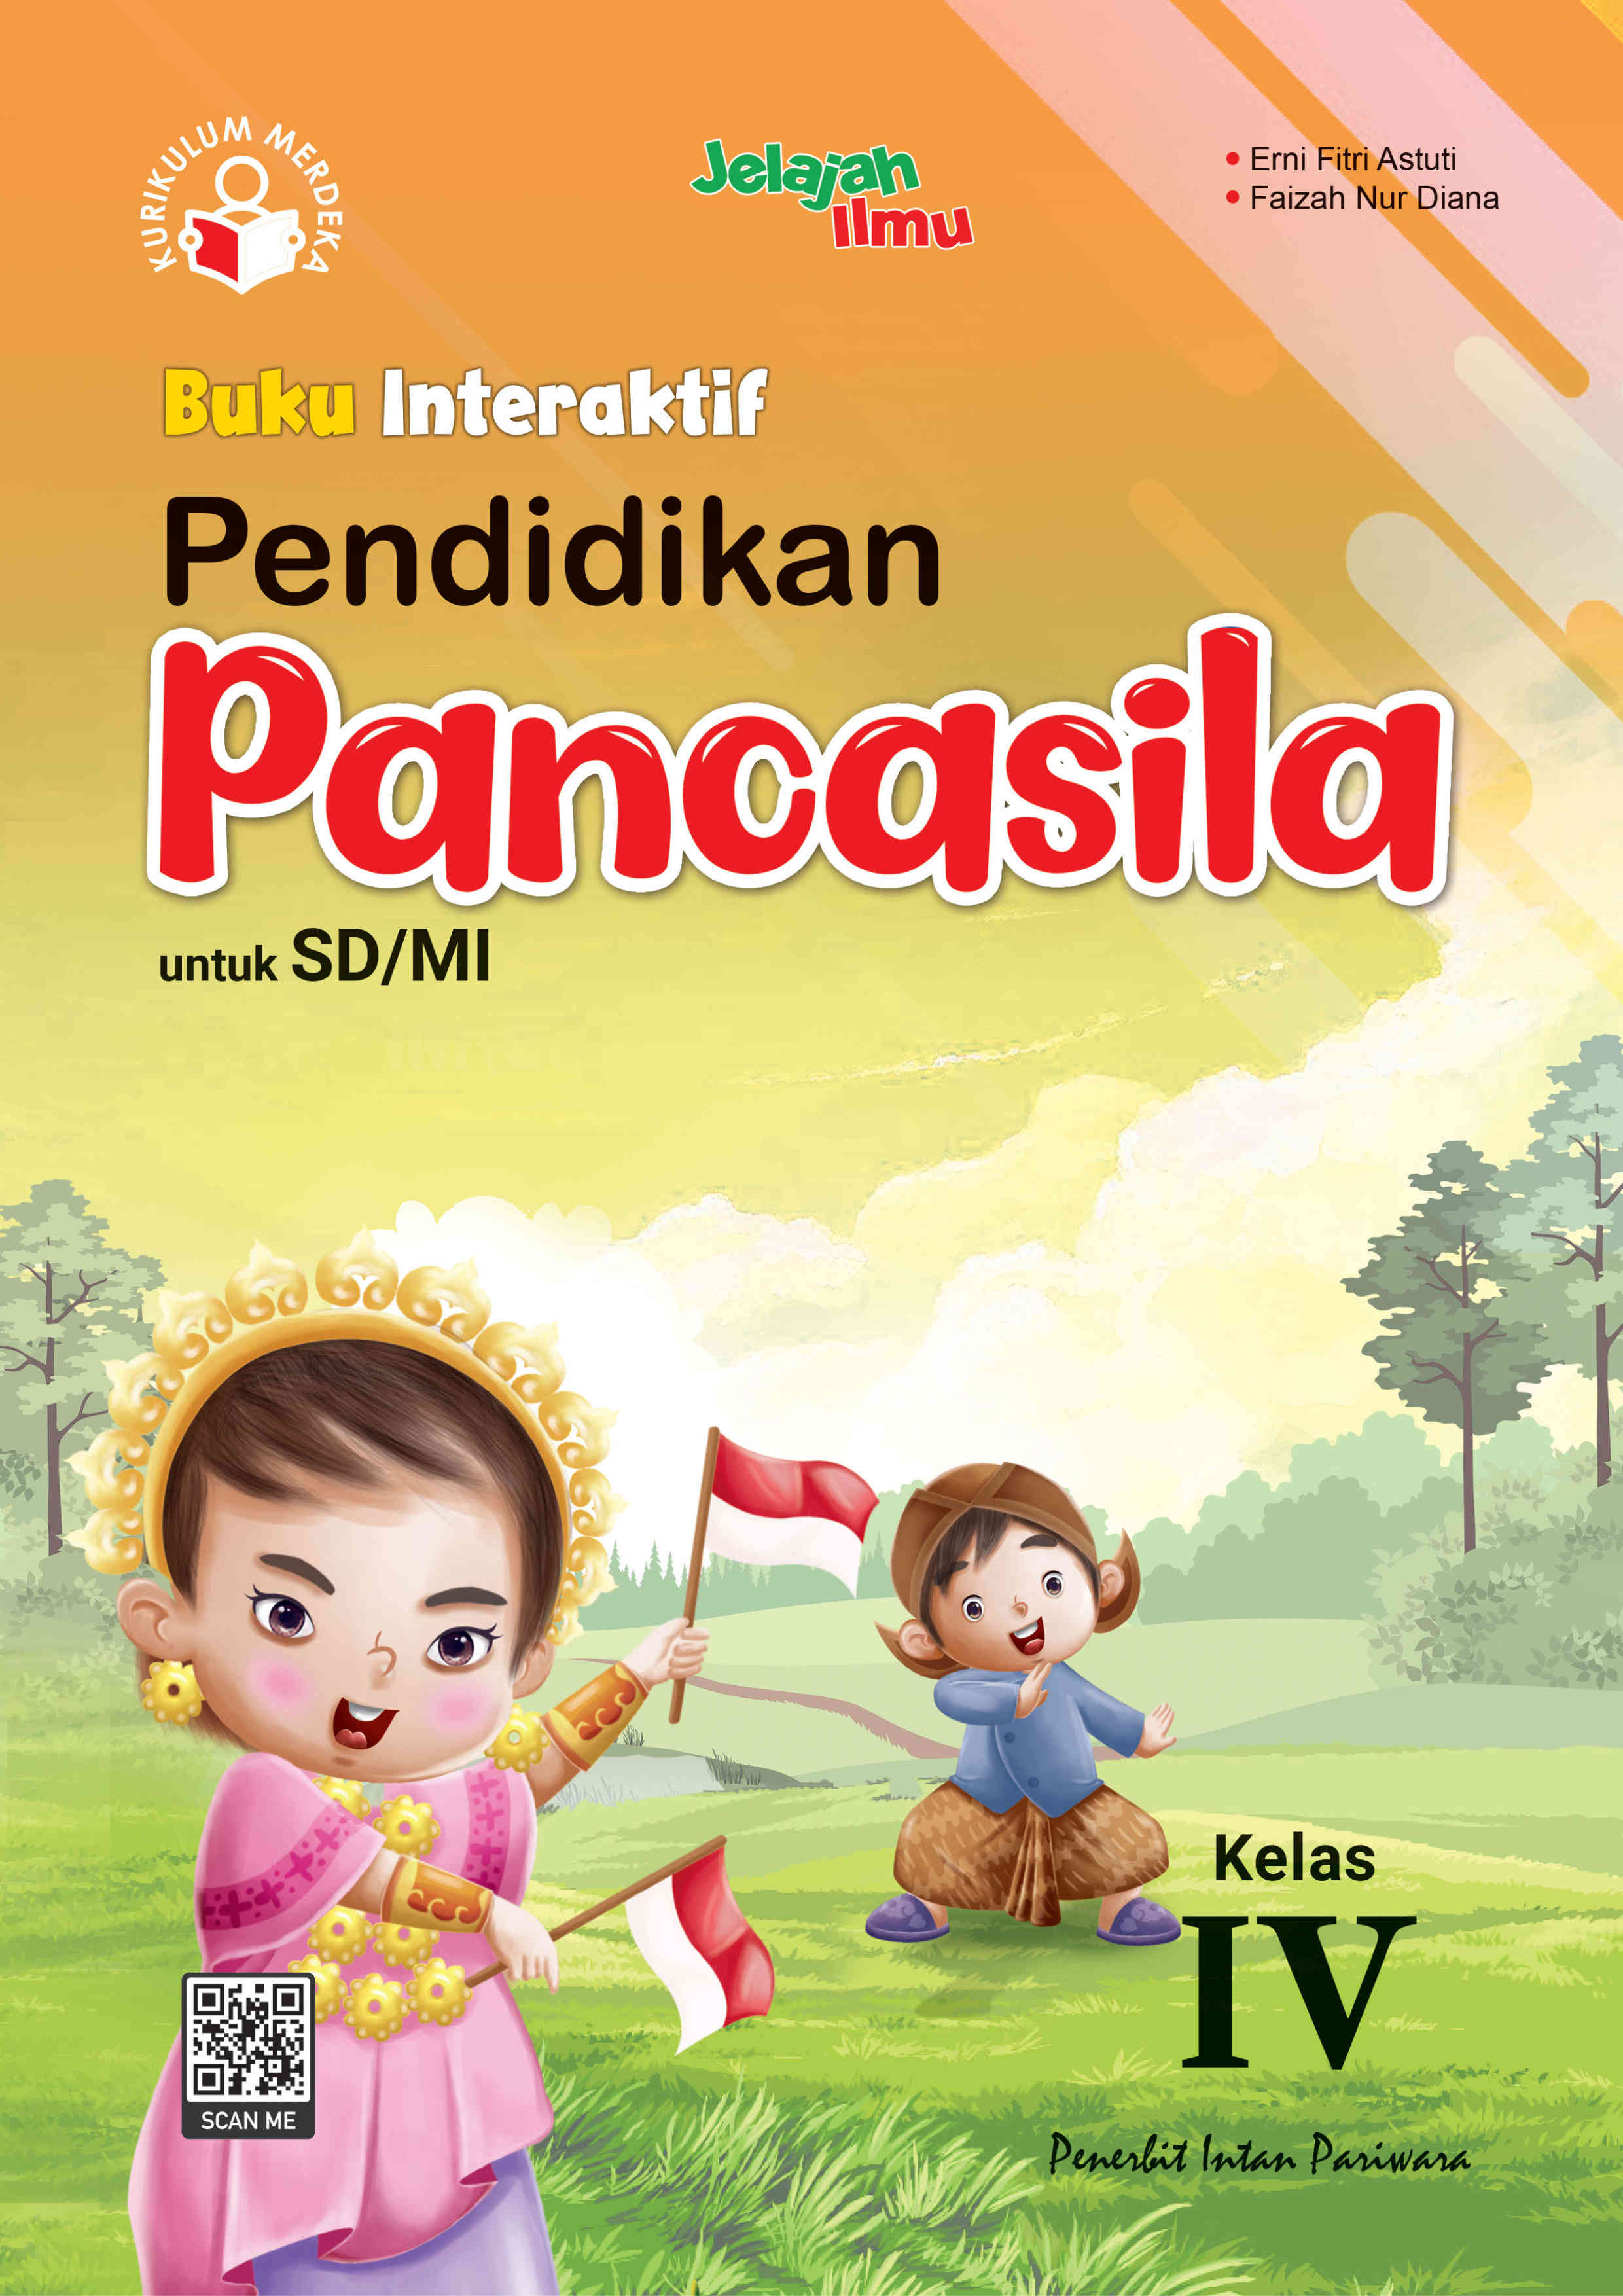 KURIKULUM MERDEKA
Jelajah
Ilmu
• Erni Fitri Astuti
• Faizah Nur Diana
Buku Interaktif
Pendidikan
Pancasila
untuk SD/MI
Kelas
IV
SCAN ME
Penerbit Intan Pariwara